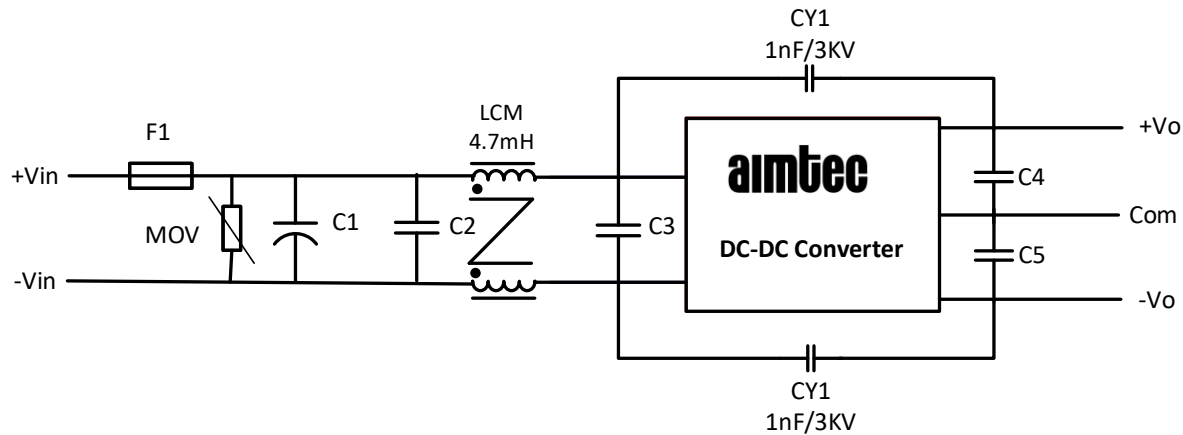 CY1
1nF/3KV
LCM
4.7mH
F1
+Vin
MOV
C1
C2
C3
aimtec
DC-DC Converter
+Vo
C4
Com
C5
-Vo
-Vin
CY1
1nF/3KV